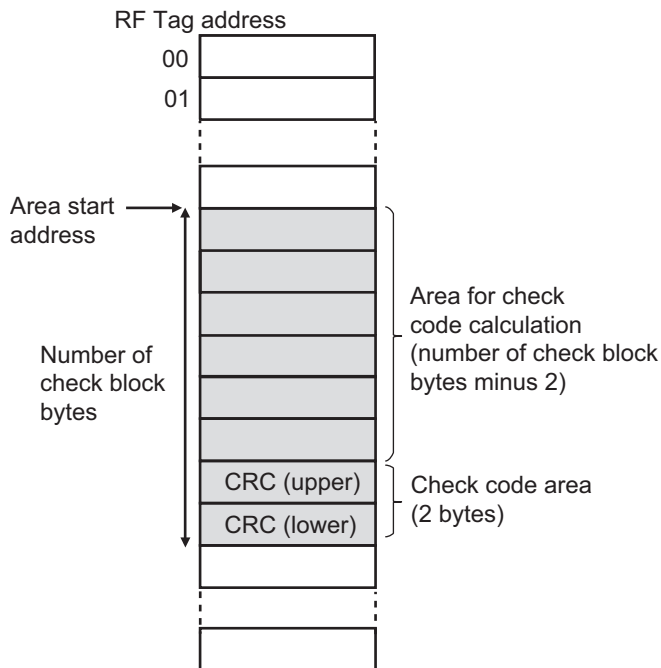 RF Tag address
00
01
Area start
address
Number of
check block
bytes
Area for check
code calculation
(number of check block
bytes minus 2)
CRC (upper)
CRC (lower)
Check code area
(2 bytes)